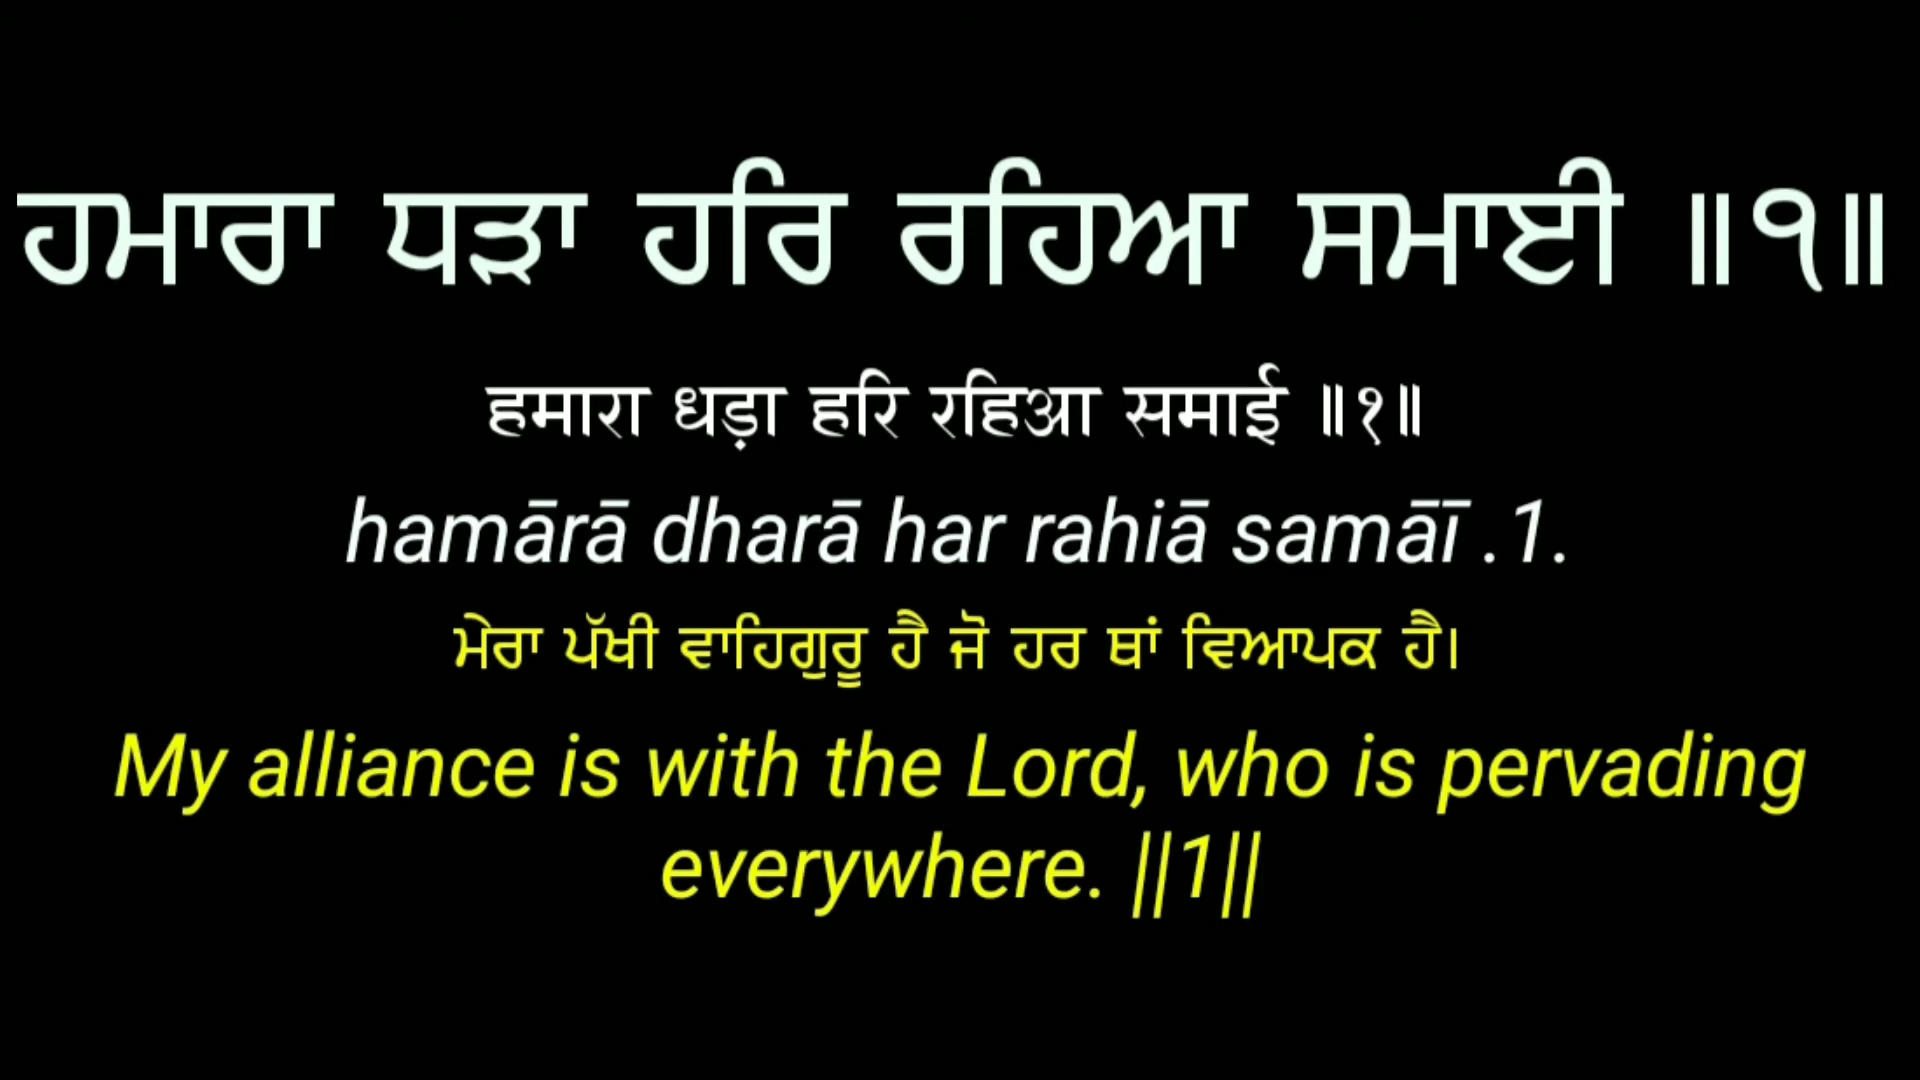 ਹਮਾਰਾ ਧੜਾ ਹਰਿ ਰਹਿਆ ਸਮਾਈ ॥੧॥
हमारा धड़ा हरि रहिआ समाई ॥१॥
hamārā dharā har rahiā samāī .1.
ਮੇਰਾ ਪੱਖੀ ਵਾਹਿਗੁਰੂ ਹੈ ਜੋ ਹਰ ਥਾਂ ਵਿਆਪਕ ਹੈ।
My alliance is with the Lord, who is pervading
everywhere. ||1||